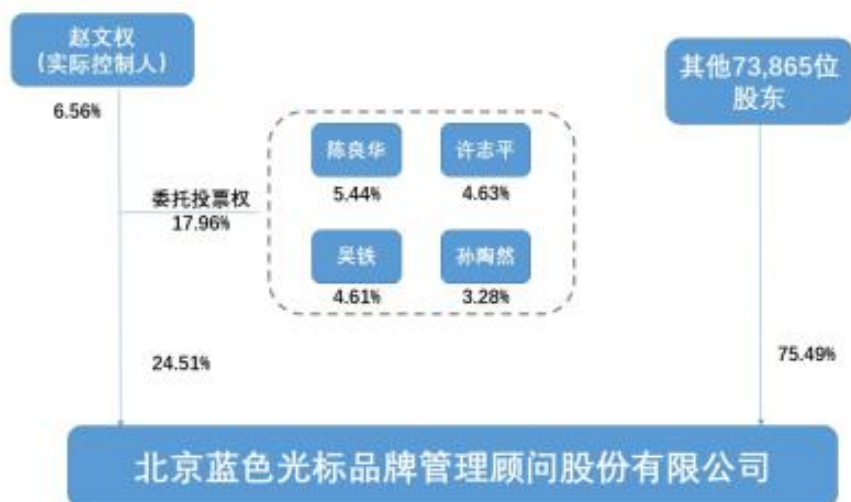 赵文权
(实际控制人)
其他73,865位
股东
6.56%
陈良华
许志平
5.44%
4.63%
委托投票权
17.96%
吴铁
孙陶然
4.61%
3.28%
24.51%
75.49%
北京蓝色光标品牌管理顾问股份有限公司